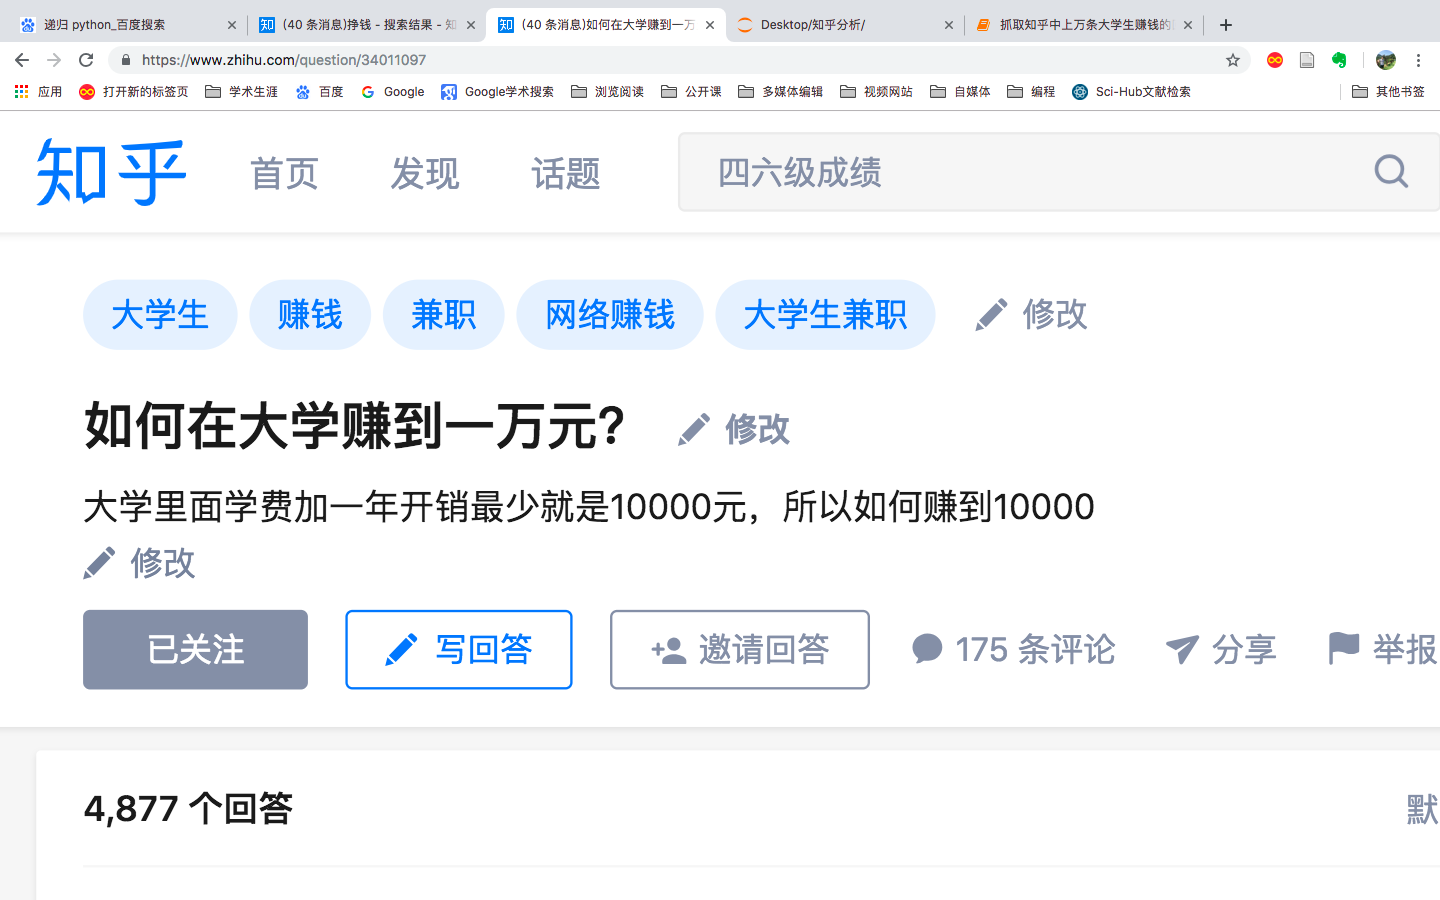 递归 python_百度搜索
(40 条消息)挣钱 - 搜索结果 - 知
(40 条消息)如何在大学赚到一万
Desktop/知乎分析/
抓取知乎中上万条大学生赚钱的
https://www.zhihu.com/question/34011097
应用 打开新的标签页 学术生涯 百度 Google Google学术搜索 浏览阅读 公开课 多媒体编辑 视频网站 自媒体 编程 Sci-Hub文献检索 其他书签
知乎 首页 发现 话题 四六级成绩
大学生 赚钱 兼职 网络赚钱 大学生兼职 修改
如何在大学赚到一万元? 修改
大学里面学费加一年开销最少就是10000元，所以如何赚到10000
修改
已关注 写回答 邀请回答 175 条评论 分享 举报
4,877 个回答 默